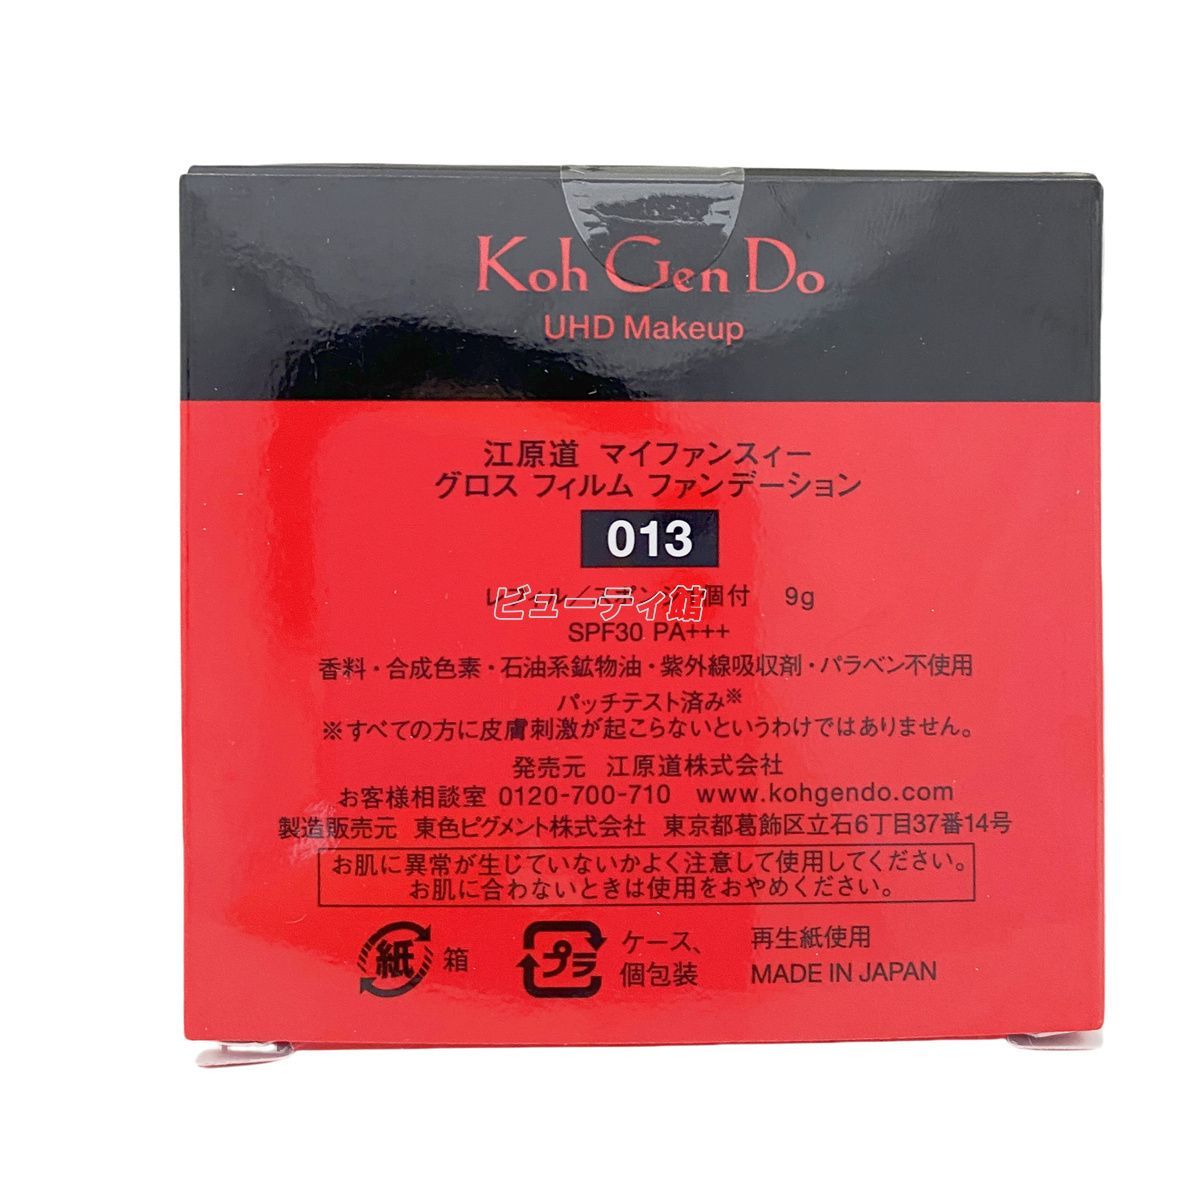 Koh Gen Do
UHD Makeup
江原道 マイファンスィー
グロス フィルム ファンデーション
013
ビューティ館
個付 9g
SPF30 PA+++
香料・合成色素・石油系鉱物油・紫外線吸収剤・パラベン不使用
パッチテスト済み※
※すべての方に皮膚刺激が起こらないというわけではありません。
発売元 江原道株式会社
お客様相談室 0120-700-710 www.kohgendo.com
製造販売元 東色ピグメント株式会社 東京都葛飾区立石6丁目37番14号
お肌に異常が生じていないかよく注意して使用してください。
お肌に合わないときは使用をおやめください。
紙 箱
プラ ケース、
個包装
再生紙使用
MADE IN JAPAN